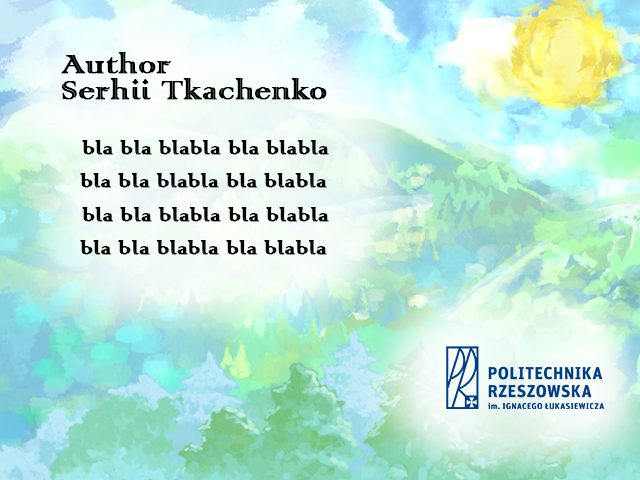 Author
Serhii Tkachenko
bla bla blabla bla blabla
bla bla blabla bla blabla
bla bla blabla bla blabla
bla bla blabla bla blabla
POLITECHNIKA
RZESZOWSKA
im. IGNACEGO ŁUKASIEWICZA